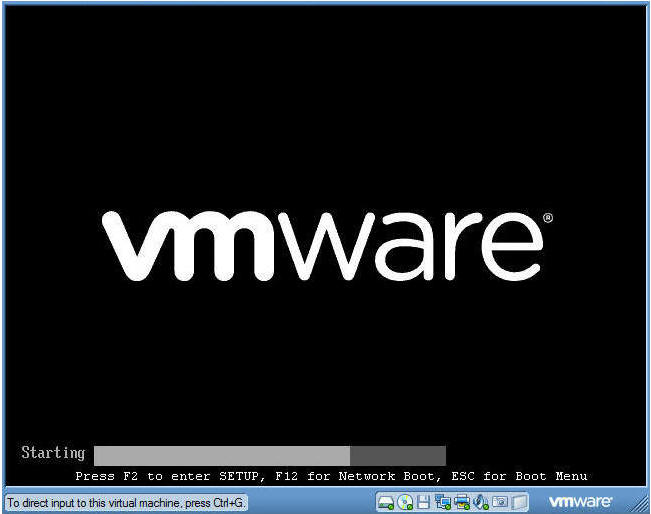 vmware®
Starting
Press F2 to enter SETUP, F12 for Network Boot, ESC for Boot Menu
To direct input to this virtual machine, press Ctrl+G.
vmware